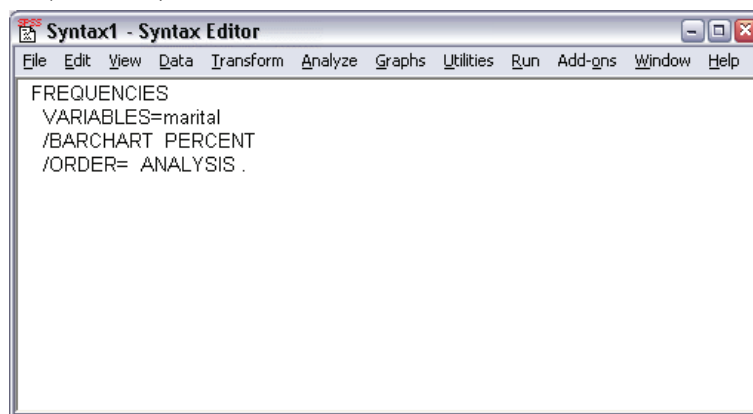 SPSS
Syntax1 - Syntax Editor
File Edit View Data Transform Analyze Graphs Utilities Run Add-ons Window Help
FREQUENCIES
VARIABLES=marital
/BARCHART PERCENT
/ORDER= ANALYSIS .